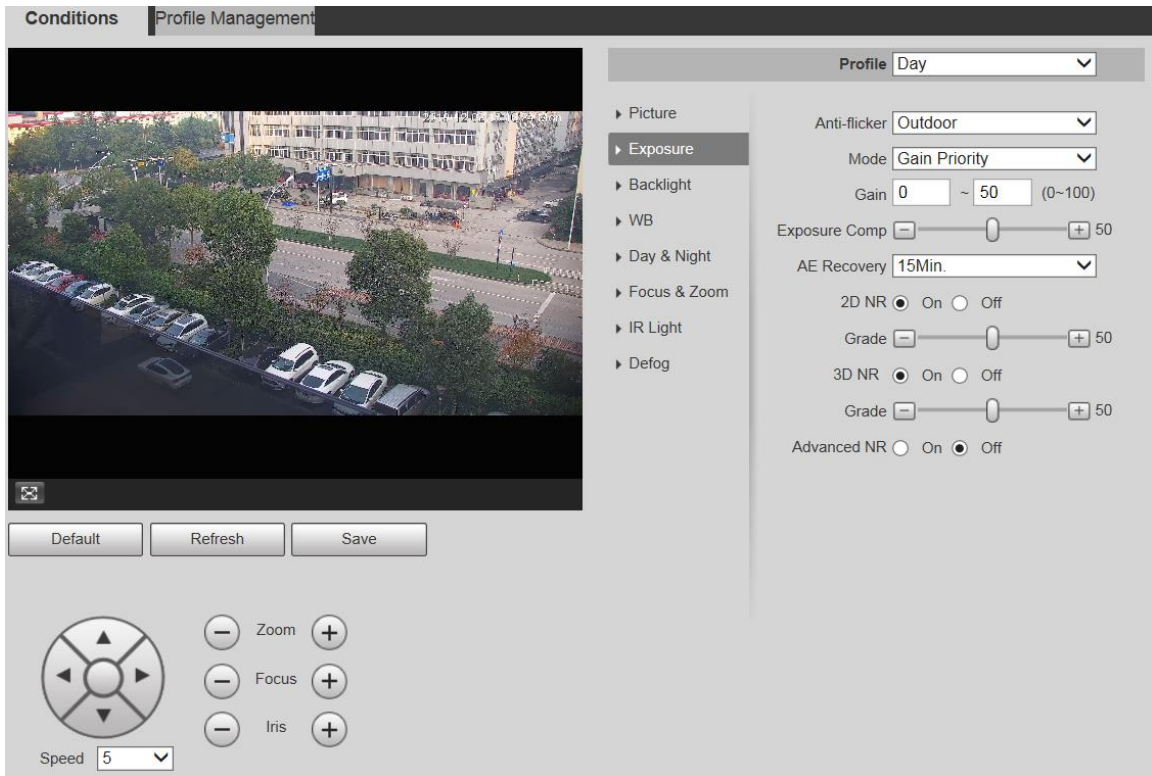 Conditions Profile Management
Profile Day
Picture
Exposure
Backlight
WB
Day & Night
Focus & Zoom
IR Light
Defog
Anti-flicker Outdoor
Mode Gain Priority
Gain 0 ~ 50 (0~100)
Exposure Comp 50
AE Recovery 15Min.
2D NR On Off
Grade 50
3D NR On Off
Grade 50
Advanced NR On Off
Default Refresh Save
Zoom
Focus
Iris
Speed 5